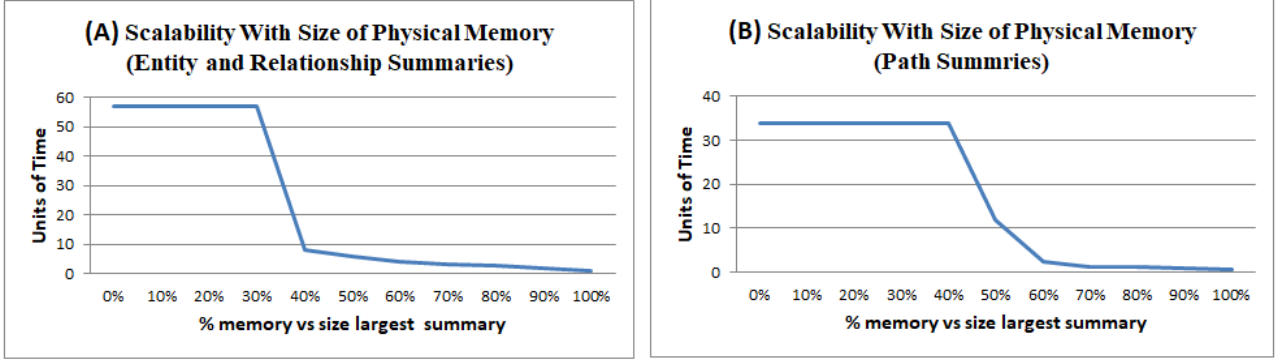 (A) Scalability With Size of Physical Memory
(Entity and Relationship Summaries)
60
50
40
30
20
10
0
Units of Time
0% 10% 20% 30% 40% 50% 60% 70% 80% 90% 100%
% memory vs size largest summary
(B) Scalability With Size of Physical Memory
(Path Summries)
40
30
20
10
0
Units of Time
0% 10% 20% 30% 40% 50% 60% 70% 80% 90% 100%
% memory vs size largest summary